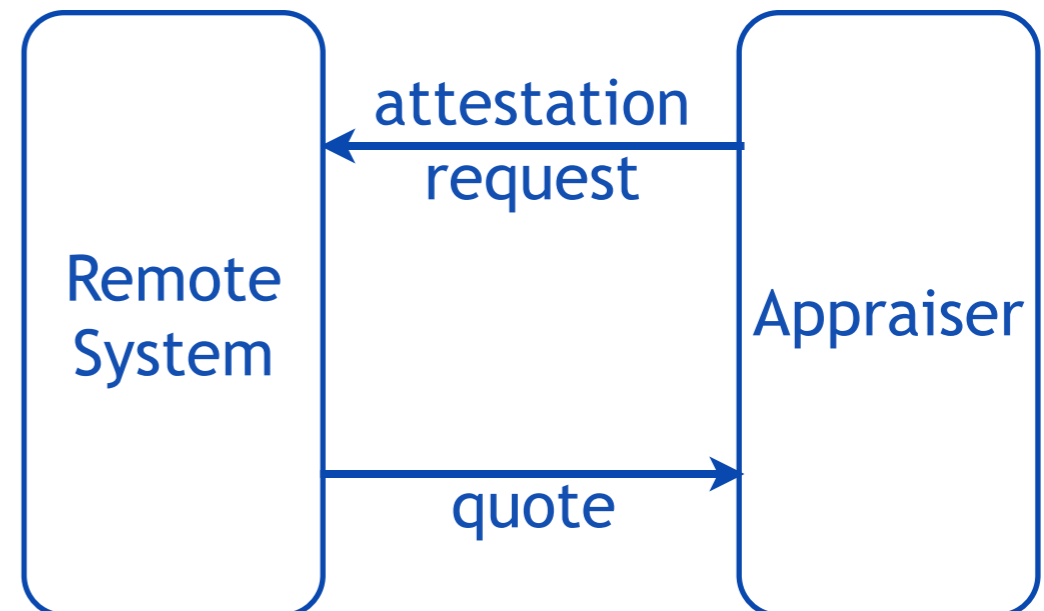 attestation
request
Remote
System
Appraiser
quote